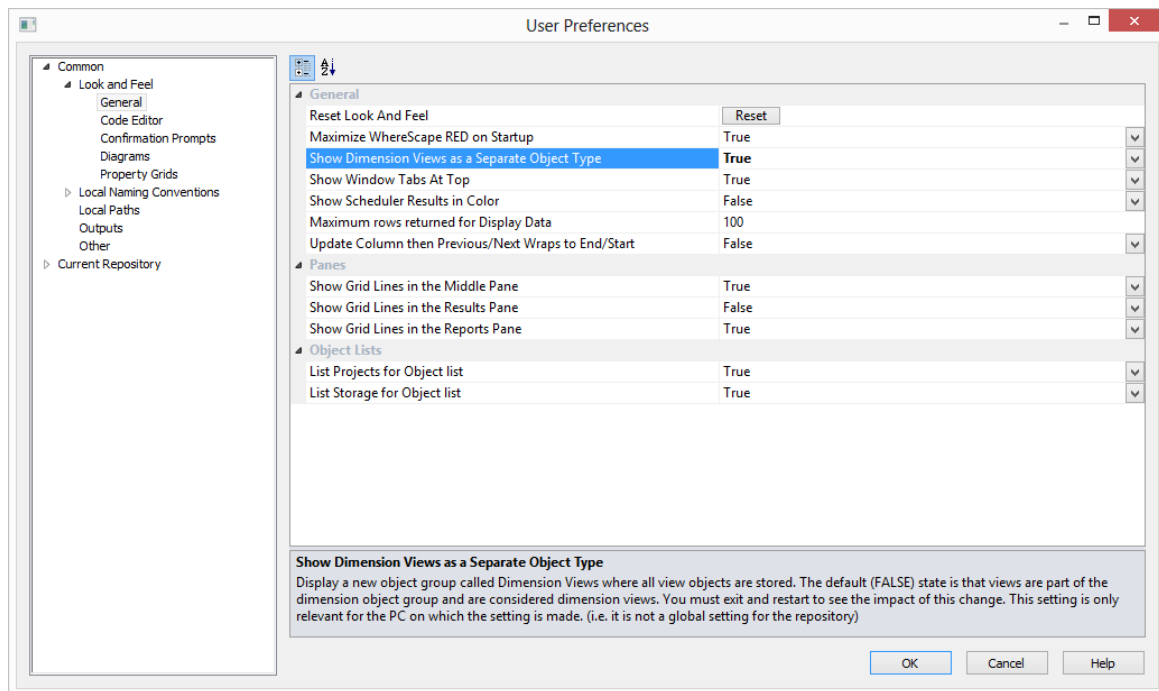 User Preferences
Common
Look and Feel
General
Code Editor
Confirmation Prompts
Diagrams
Property Grids
Local Naming Conventions
Local Paths
Outputs
Other
Current Repository
General
Reset Look And Feel Reset
Maximize WhereScape RED on Startup True
Show Dimension Views as a Separate Object Type True
Show Window Tabs At Top True
Show Scheduler Results in Color False
Maximum rows returned for Display Data 100
Update Column then Previous/Next Wraps to End/Start False
Panes
Show Grid Lines in the Middle Pane True
Show Grid Lines in the Results Pane False
Show Grid Lines in the Reports Pane True
Object Lists
List Projects for Object list True
List Storage for Object list True
Show Dimension Views as a Separate Object Type
Display a new object group called Dimension Views where all view objects are stored. The default (FALSE) state is that views are part of the
dimension object group and are considered dimension views. You must exit and restart to see the impact of this change. This setting is only
relevant for the PC on which the setting is made. (i.e. it is not a global setting for the repository)
OK Cancel Help